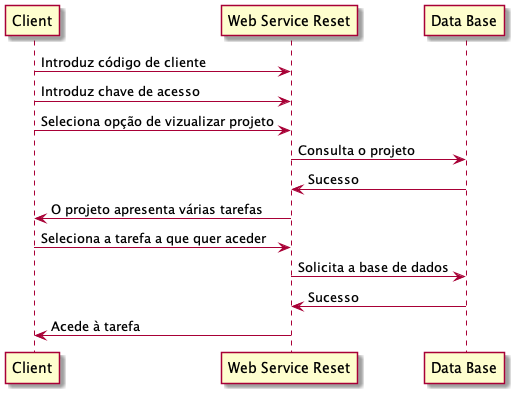 Client
Web Service Reset
Data Base
Introduz código de cliente
Introduz chave de acesso
Seleciona opção de vizualizar projeto
Consulta o projeto
Sucesso
O projeto apresenta várias tarefas
Seleciona a tarefa a que quer aceder
Solicita a base de dados
Sucesso
Acede à tarefa
Client
Web Service Reset
Data Base